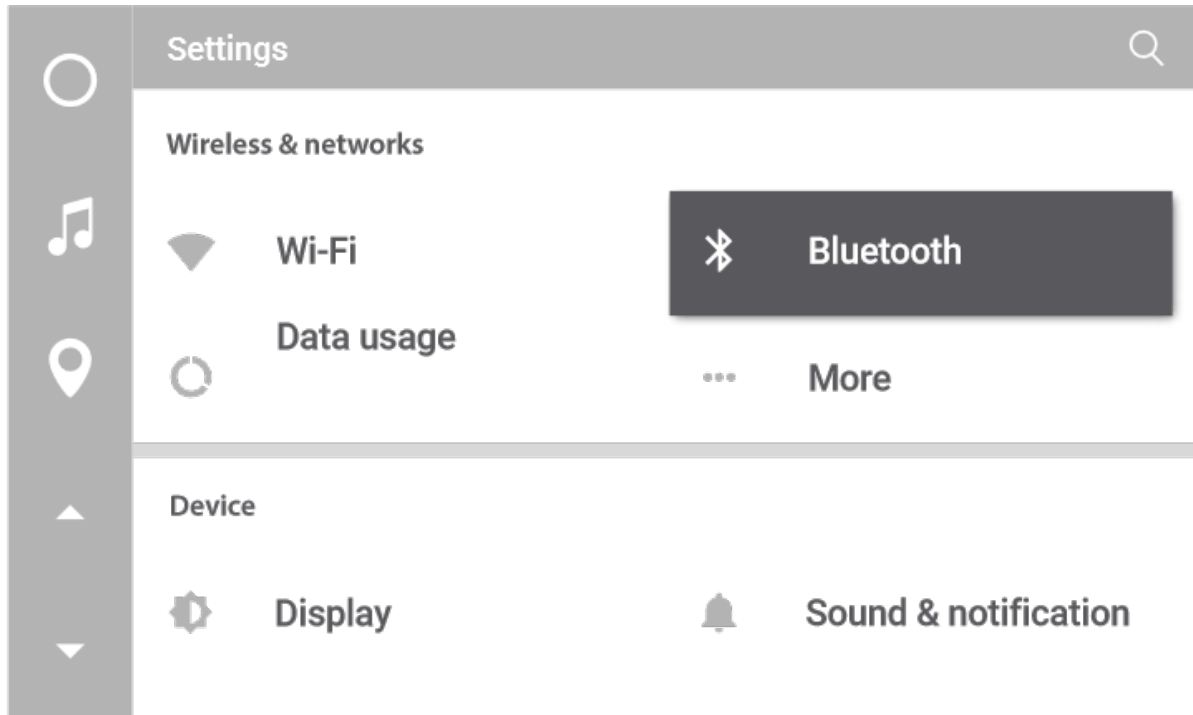 Settings
Wireless & networks
Wi-Fi
Bluetooth
Data usage
More
Device
Display
Sound & notification